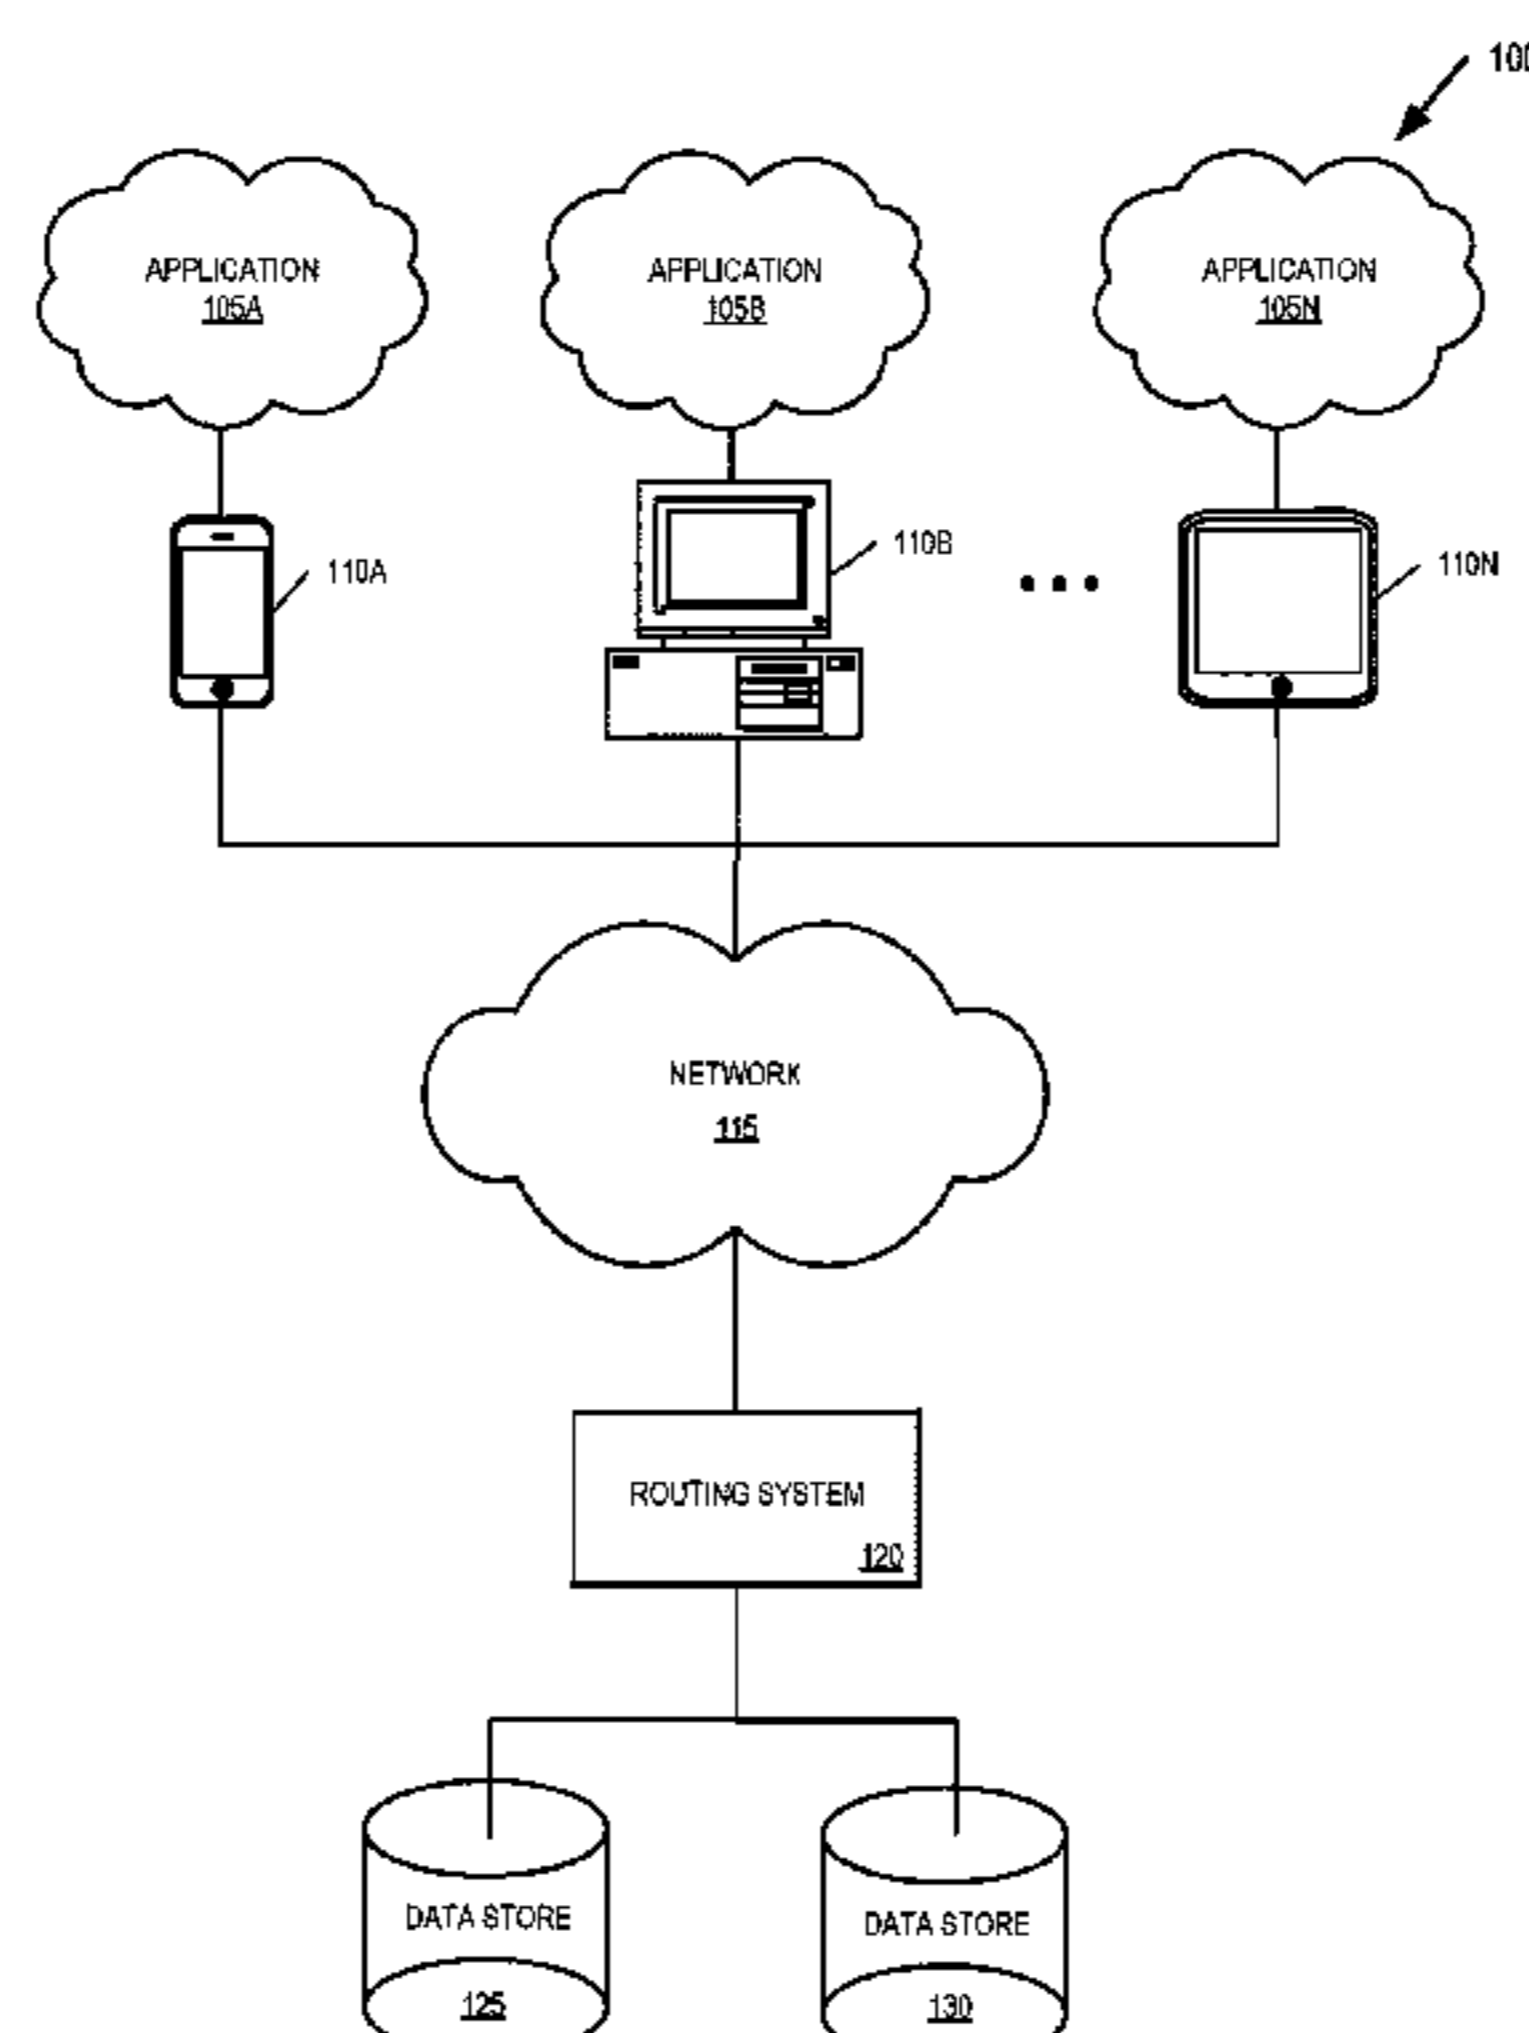 100
APPLICATION
105A
APPLICATION
105B
APPLICATION
105N
110A
110B
110N
NETWORK
115
ROUTING SYSTEM
120
DATA STORE
125
DATA STORE
130